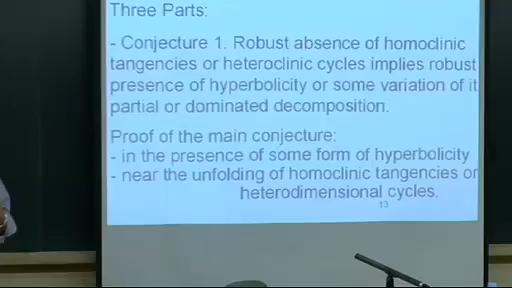 Three Parts:
- Conjecture 1. Robust absence of homoclinic
tangencies or heteroclinic cycles implies robust
presence of hyperbolicity or some variation of it
partial or dominated decomposition.
Proof of the main conjecture:
- in the presence of some form of hyperbolicity
- near the unfolding of homoclinic tangencies or
heterodimensional cycles.
13